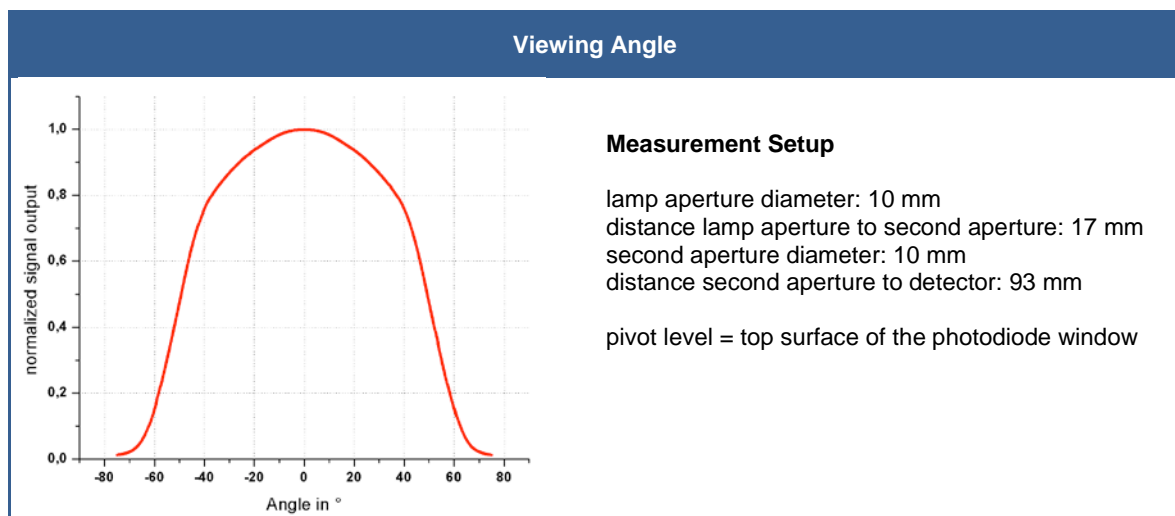 Viewing Angle
1,0
0,8
0,6
0,4
0,2
0,0
normalized signal output
-80 -60 -40 -20 0 20 40 60 80
Angle in °
Measurement Setup
lamp aperture diameter: 10 mm
distance lamp aperture to second aperture: 17 mm
second aperture diameter: 10 mm
distance second aperture to detector: 93 mm
pivot level = top surface of the photodiode window